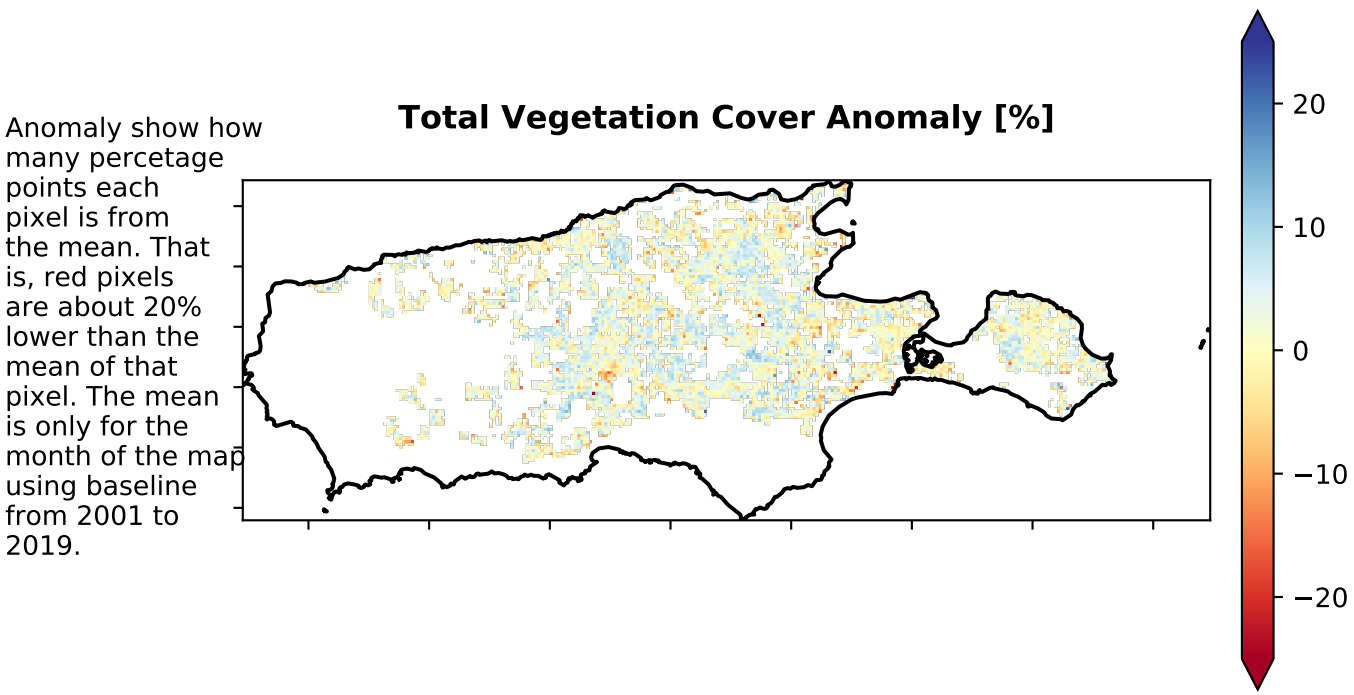 Total Vegetation Cover Anomaly [%]
Anomaly show how
many percetage
points each
pixel is from
the mean. That
is, red pixels
are about 20%
lower than the
mean of that
pixel. The mean
is only for the
month of the map
using baseline
from 2001 to
2019.
20
10
0
−10
−20